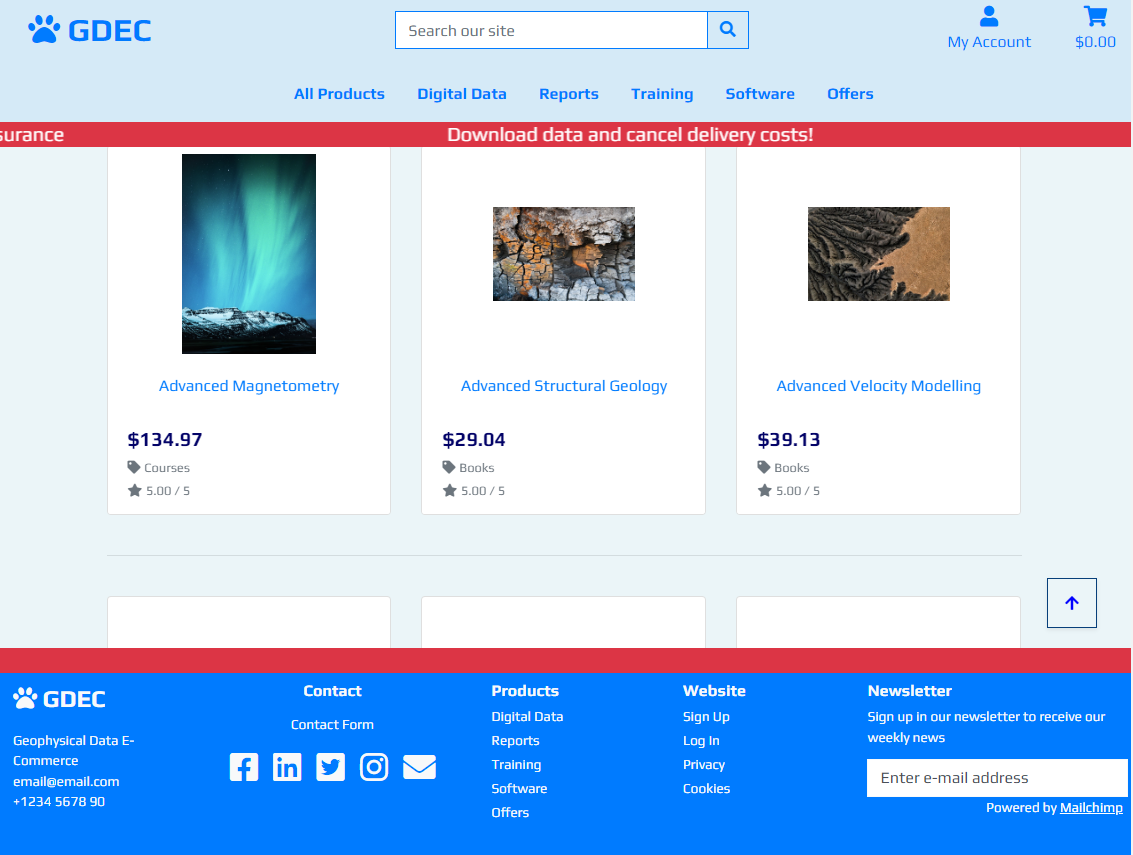 GDEC
Search our site
My Account
$0.00
All Products
Digital Data
Reports
Training
Software
Offers
Download data and cancel delivery costs!
Advanced Magnetometry
$134.97
Courses
5.00 / 5
Advanced Structural Geology
$29.04
Books
5.00 / 5
Advanced Velocity Modelling
$39.13
Books
5.00 / 5
GDEC
Geophysical Data E-
Commerce
email@email.com
+1234 5678 90
Contact
Contact Form
Products
Digital Data
Reports
Training
Software
Offers
Website
Sign Up
Log In
Privacy
Cookies
Newsletter
Sign up in our newsletter to receive our
weekly news
Enter e-mail address
Powered by Mailchimp